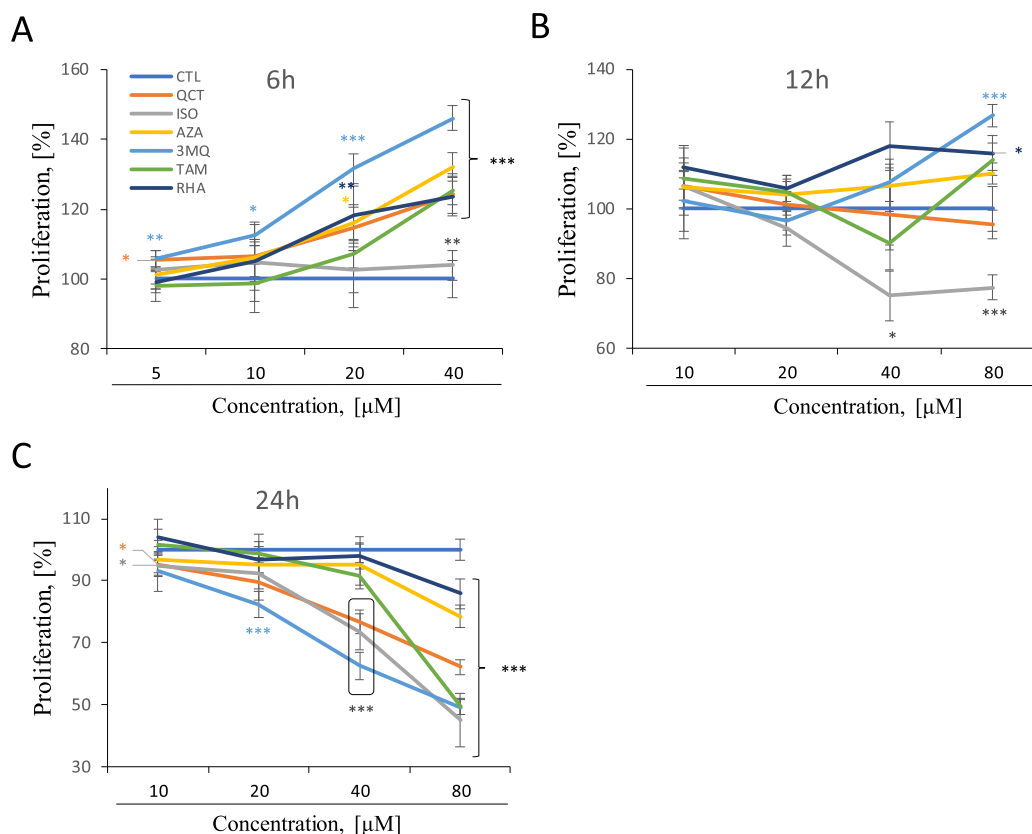 A
6h
Proliferation, [%]
160
140
120
100
80
CTL
QCT
ISO
AZA
3MQ
TAM
RHA
*
**
*
***
**
*
***
**
5 10 20 40
Concentration, [µM]
B
12h
Proliferation, [%]
140
120
100
80
60
***
*
*
***
10 20 40 80
Concentration, [µM]
C
24h
Proliferation, [%]
110
90
70
50
30
*
*
***
***
***
10 20 40 80
Concentration, [µM]